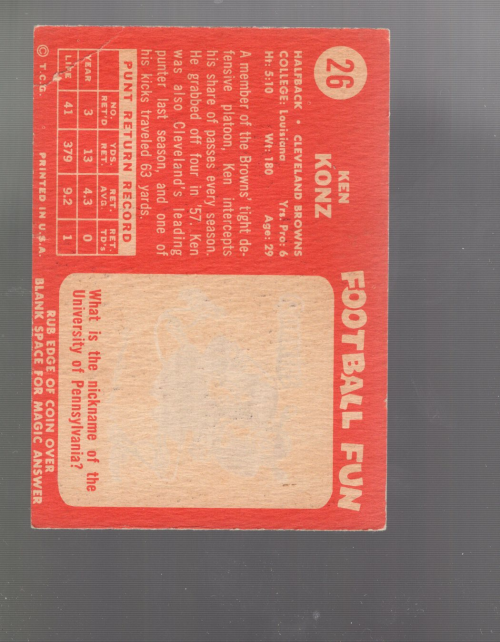 26
KEN
KONZ
HALFBACK • CLEVELAND BROWNS
COLLEGE: Louisiana Yrs. Pro: 6
Ht: 5:10 Wt: 180 Age: 29
A member of the Browns' tight de-
fensive platoon, Ken intercepts
his share of passes every season.
He grabbed off four in '57. Ken
was also Cleveland's leading
punter last season, and one of
his kicks traveled 63 yards.
PUNT RETURN RECORD
NO. YDS. RET. RET.
YEAR RET'D RET. AVG. TD's
3 13 4.3 0
LIFE 41 379 9.2 1
© T.C.G. PRINTED IN U.S.A.
FOOTBALL FUN
What is the nickname of the
University of Pennsylvania?
RUB EDGE OF COIN OVER
BLANK SPACE FOR MAGIC ANSWER